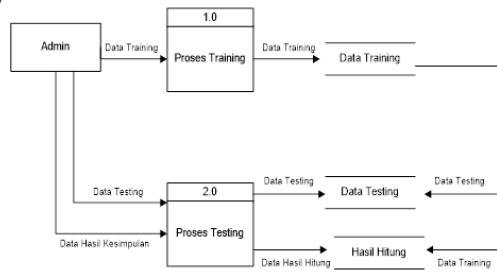 1.0
Admin
Data Training
Proses Training
Data Training
Data Training
Data Testing
2.0
Data Testing
Data Testing
Data Testing
Proses Testing
Data Hasil Kesimpulan
Data Hasil Hitung
Hasil Hitung
Data Training